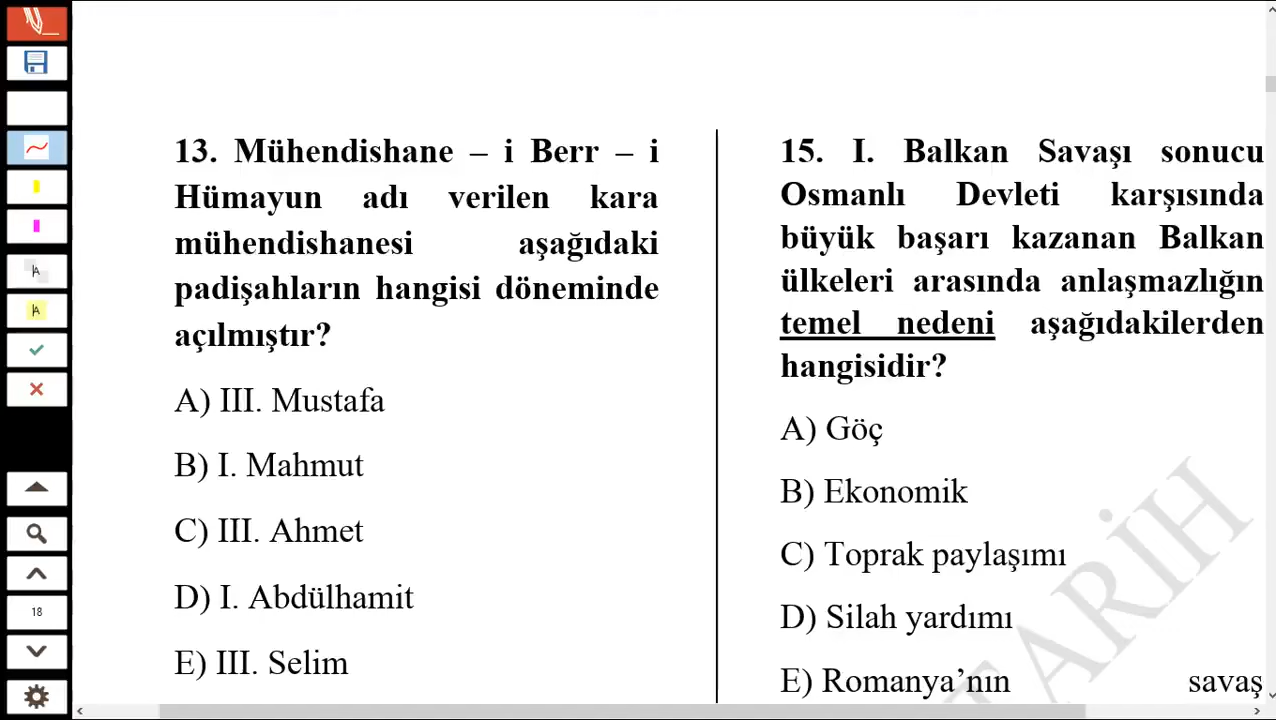 13. Mühendishane – i Berr – i
Hümayun adı verilen kara
mühendishanesi aşağıdaki
padişahların hangisi döneminde
açılmıştır?
A) III. Mustafa
B) I. Mahmut
C) III. Ahmet
D) I. Abdülhamit
E) III. Selim
15. I. Balkan Savaşı sonucu
Osmanlı Devleti karşısında
büyük başarı kazanan Balkan
ülkeleri arasında anlaşmazlığın
temel nedeni aşağıdakilerden
hangisidir?
A) Göç
B) Ekonomik
C) Toprak paylaşımı
D) Silah yardımı
E) Romanya’nın savaş
TARİH
A
A
18